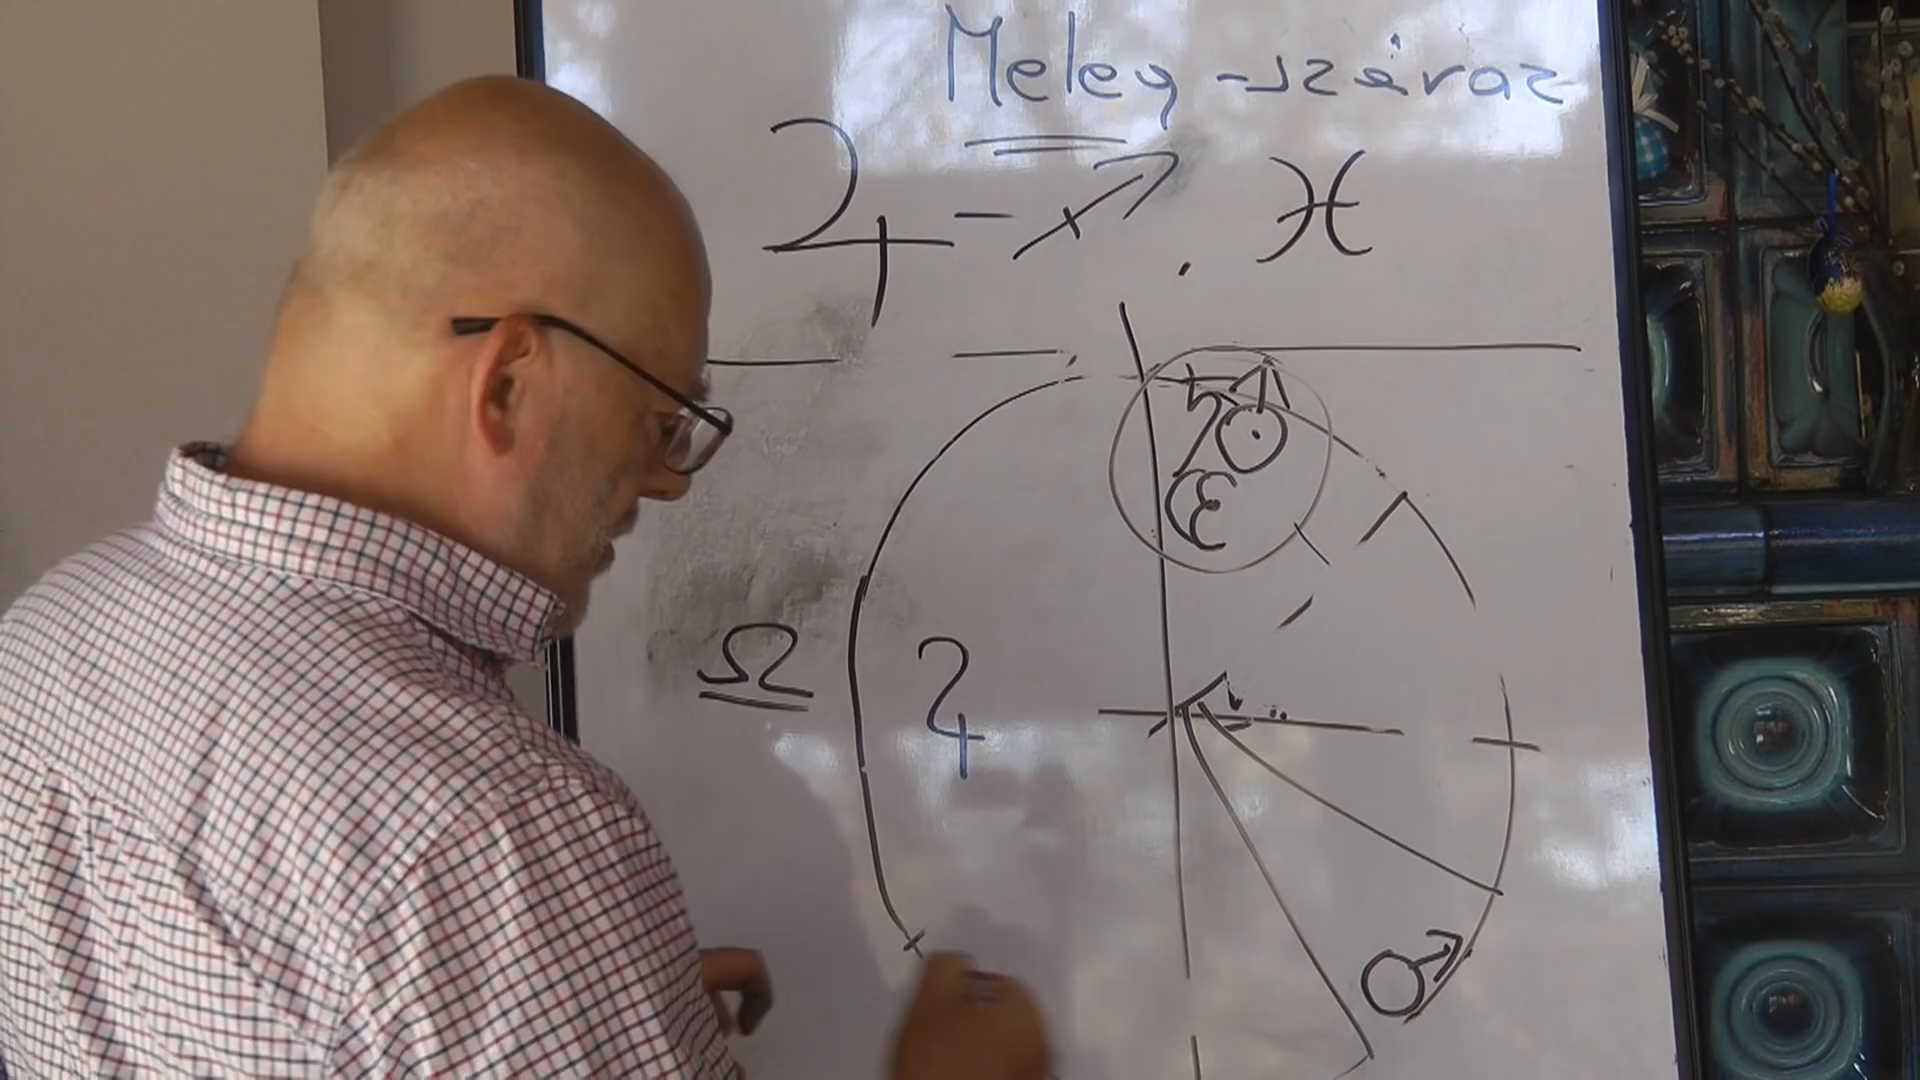 Meleg - száraz
♃ - ♐ . ♓
♄ ☉
☾
♎ ♃
♂